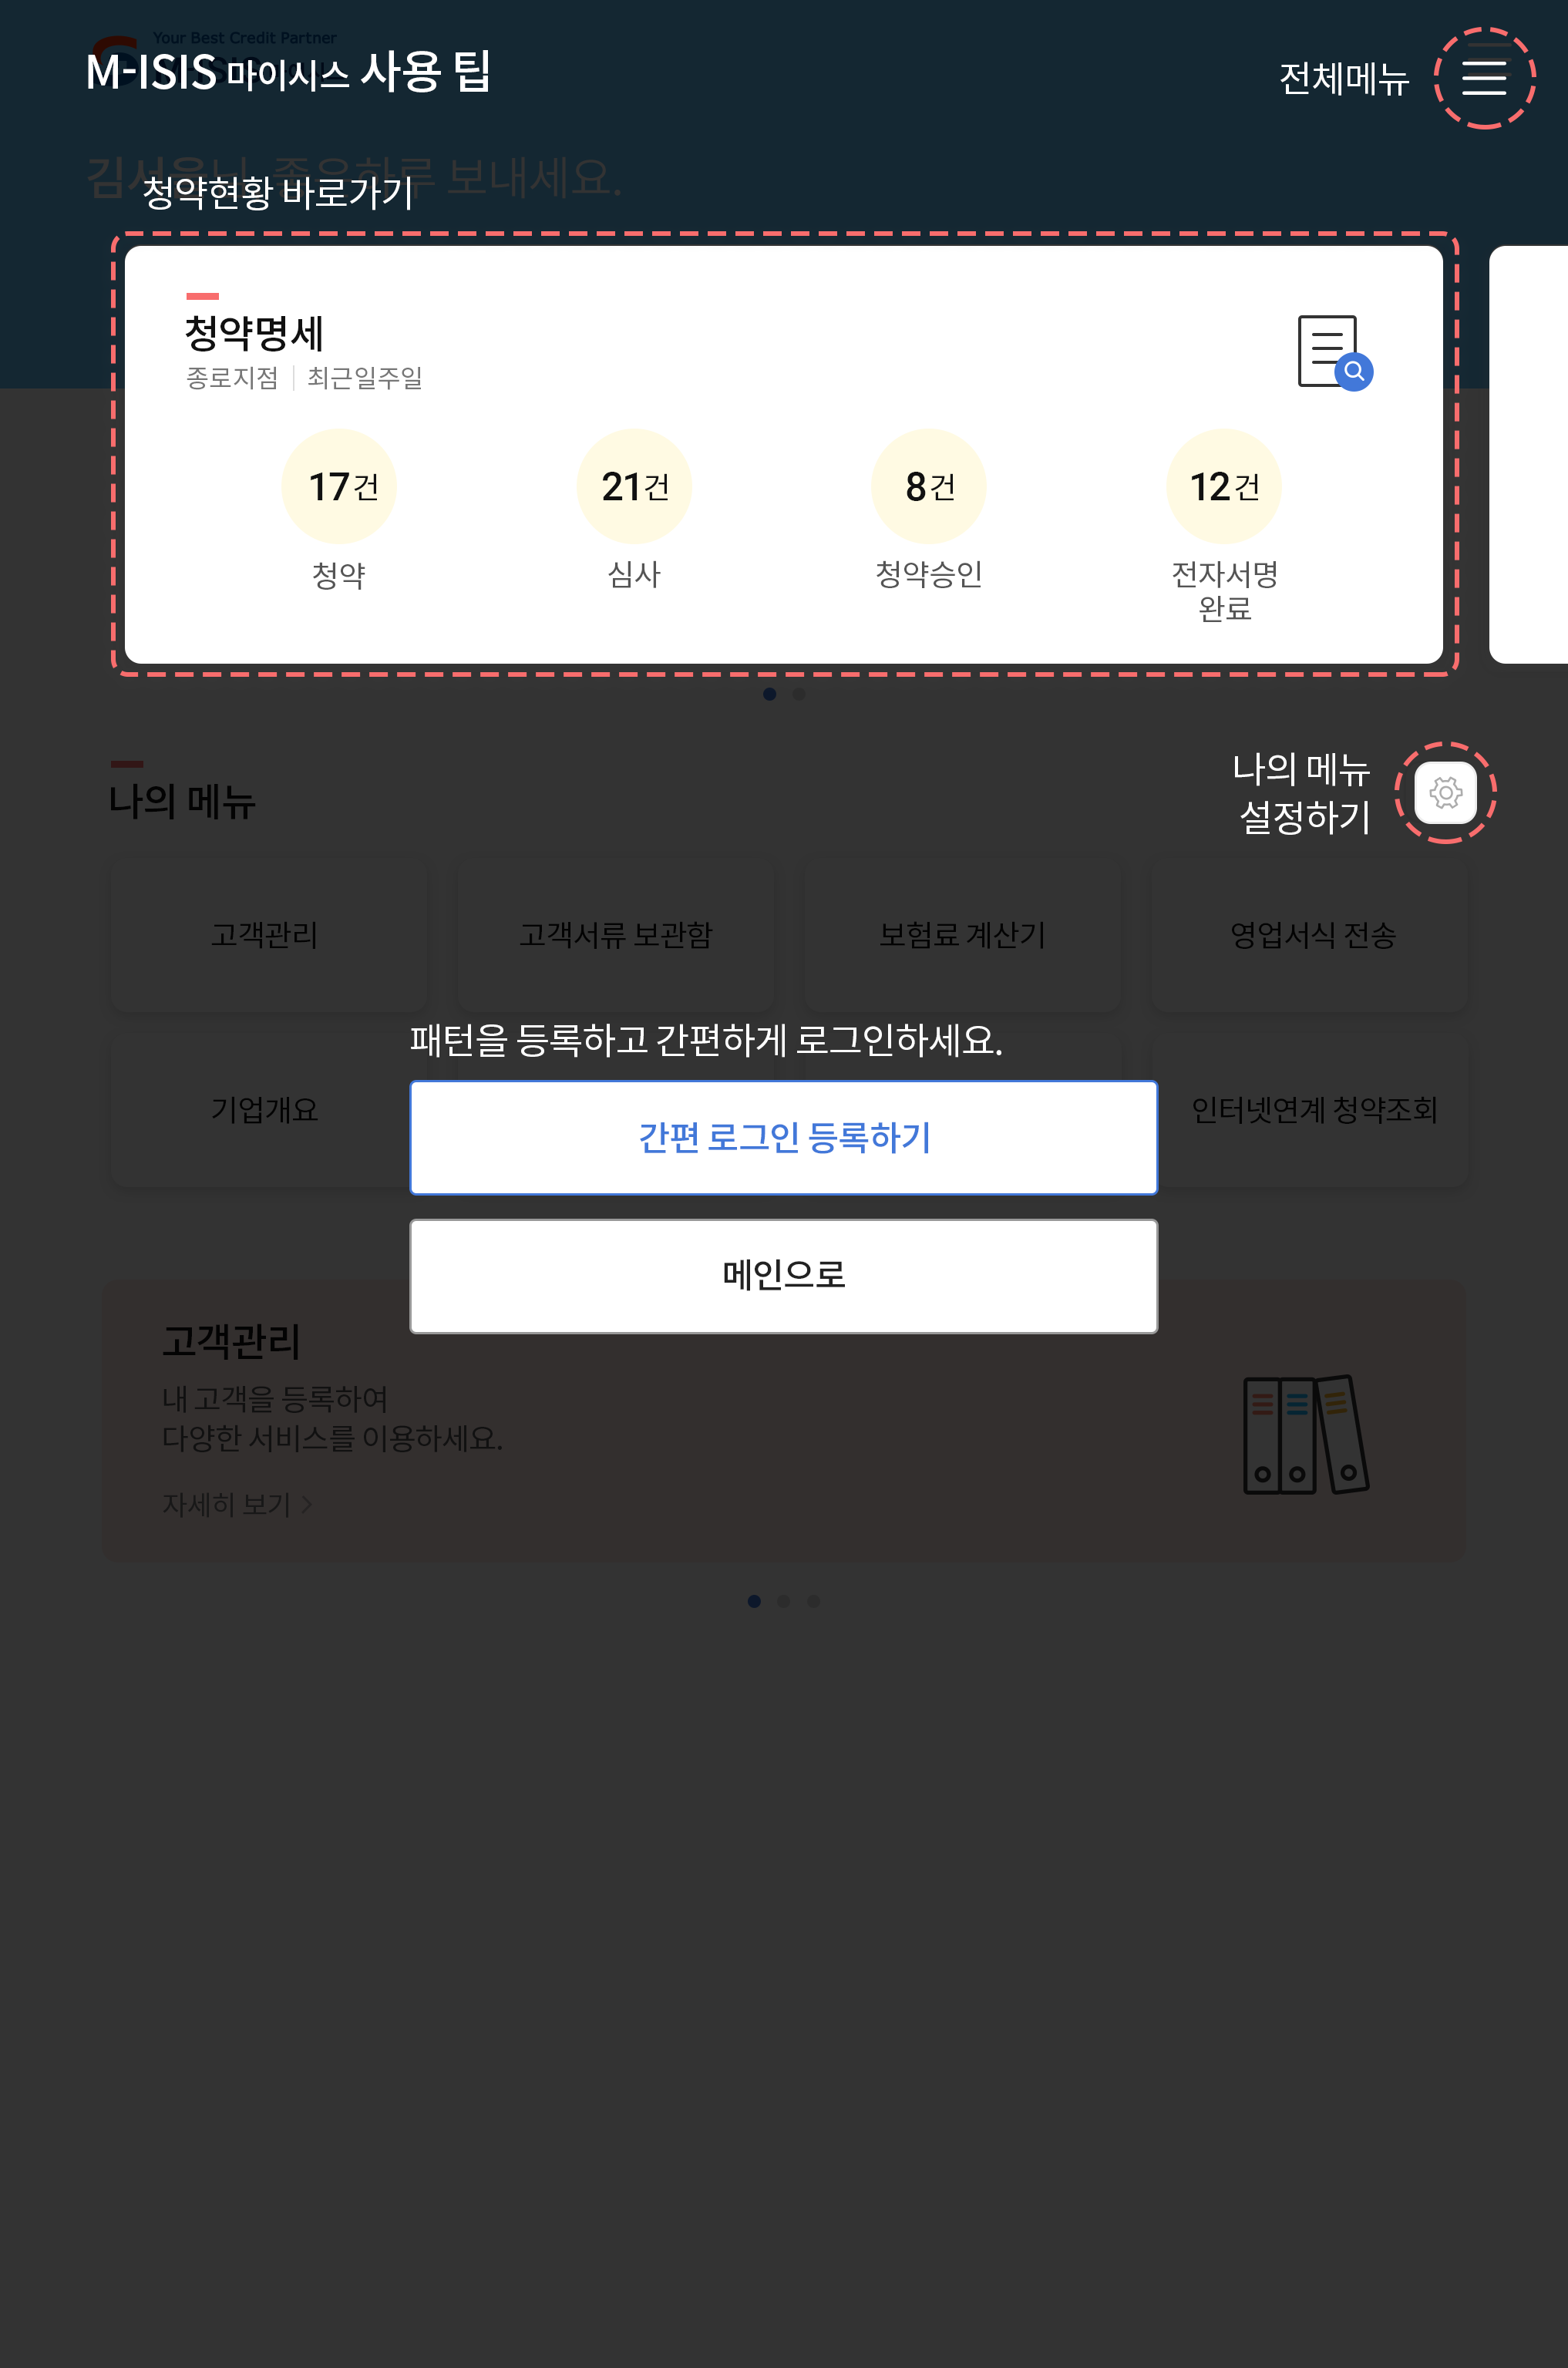 Your Best Credit Partner
M-ISIS 마이시스 사용 팁
전체메뉴
좋은하루 보내세요.
청약현황 바로가기
청약명세
종로지점 | 최근일주일
17건 21건 8건 12건
청약 심사 청약승인 전자서명
완료
나의 메뉴
나의 메뉴
설정하기
고객관리 고객서류 보관함 보험료 계산기 영업서식 전송
패턴을 등록하고 간편하게 로그인하세요.
기업개요 인터넷연계 청약조회
간편 로그인 등록하기
메인으로
고객관리
내 고객을 등록하여
다양한 서비스를 이용하세요.
자세히 보기